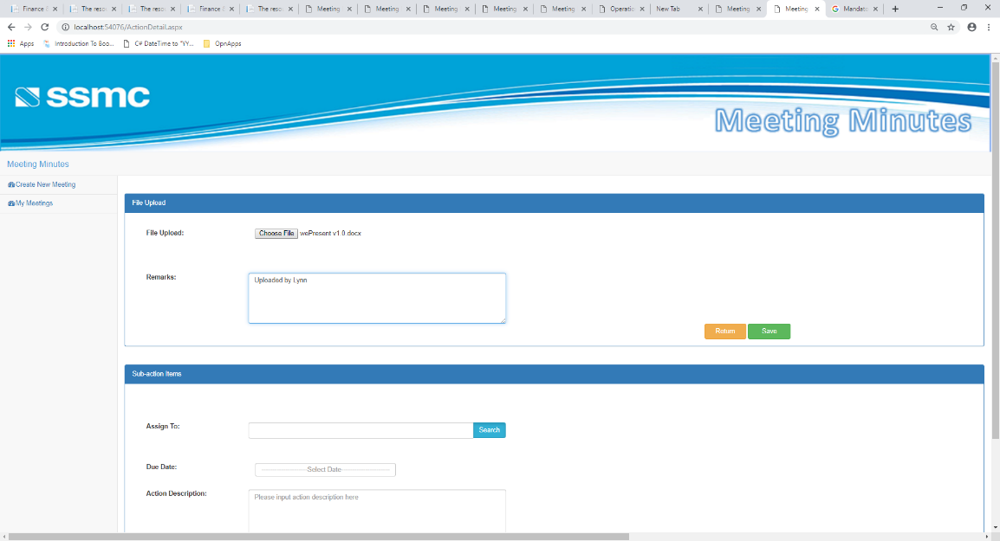 Finance
The reso
The reso
Finance
The reso
Meeting
Meeting
Meeting
Meeting
Meeting
Operatio
New Tab
Meeting
Meeting
Mandato
localhost:54076/ActionDetail.aspx
Apps
Introduction To Boo...
C# DateTime to "YY...
OpnApps
ssmc
Meeting Minutes
Meeting Minutes
Create New Meeting
My Meetings
File Upload
File Upload:
Choose File wePresent v1.0.docx
Remarks:
Uploaded by Lynn
Return
Save
Sub-action Items
Assign To:
Search
Due Date:
Select Date
Action Description:
Please input action description here